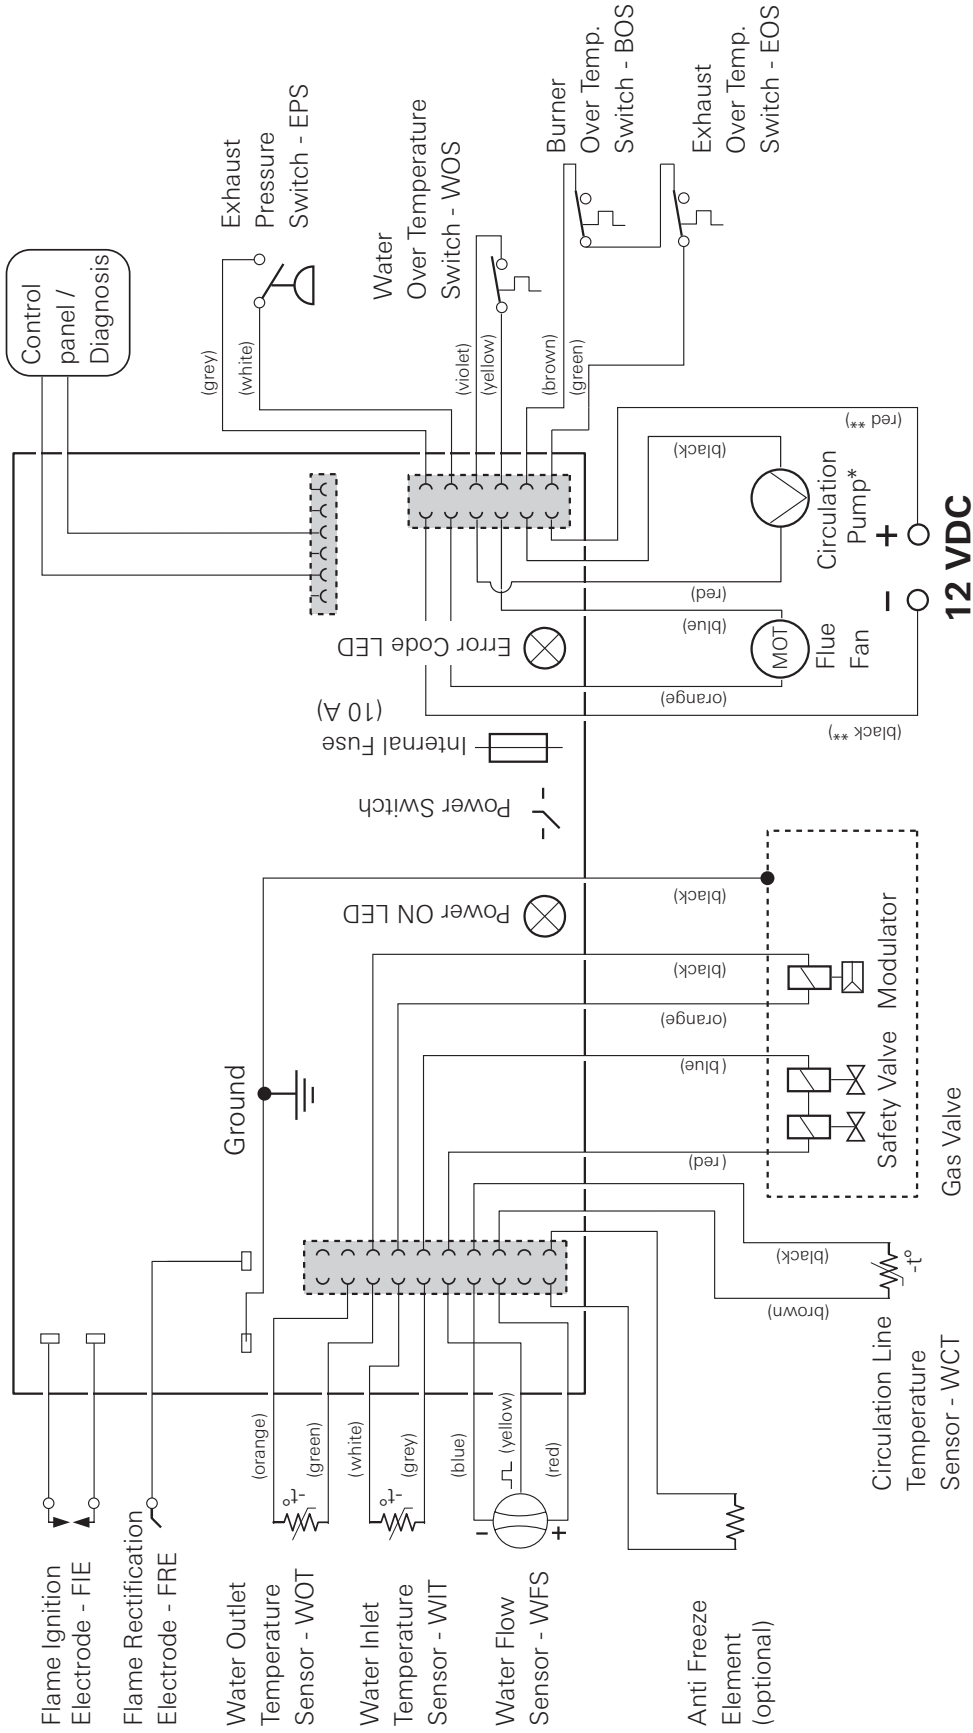 Control
panel /
Diagnosis
Exhaust
Pressure
Switch - EPS
(grey)
(white)
Water
Over Temperature
Switch - WOS
(violet)
(yellow)
Burner
Over Temp.
Switch - BOS
(brown)
(green)
Exhaust
Over Temp.
Switch - EOS
(red **)
(black)
Circulation
Pump*
+
–
12 VDC
(red)
(blue)
MOT
Flue
Fan
(orange)
(black **)
Error Code LED
Internal Fuse
(10 A)
Power Switch
Power ON LED
Ground
(black)
(black)
(orange)
(blue)
(red)
Modulator
Safety Valve
Gas Valve
(black)
(brown)
-t°
Circulation Line
Temperature
Sensor - WCT
Flame Ignition
Electrode - FIE
Flame Rectification
Electrode - FRE
Water Outlet
Temperature
Sensor - WOT
(orange)
(green)
-t°
Water Inlet
Temperature
Sensor - WIT
(white)
(grey)
-t°
Water Flow
Sensor - WFS
(blue)
(yellow)
(red)
–
+
Anti Freeze
Element
(optional)